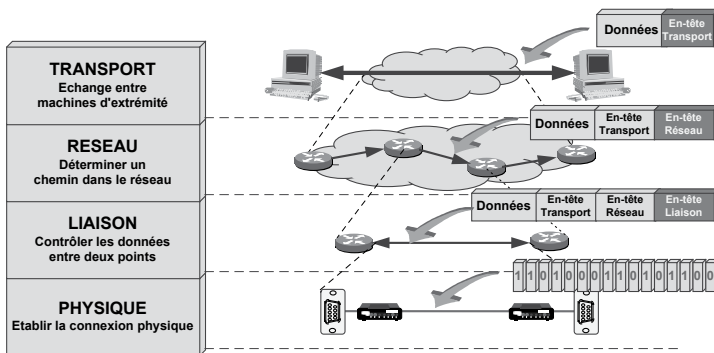 Données
En-tête
Transport
TRANSPORT
Echange entre
machines d'extrémité
Données
En-tête
Transport
En-tête
Réseau
RESEAU
Déterminer un
chemin dans le réseau
Données
En-tête
Transport
En-tête
Réseau
En-tête
Liaison
LIAISON
Contrôler les données
entre deux points
1 1 0 1 0 0 0 0 1 1 0 1 0 1 1 0 0
PHYSIQUE
Etablir la connexion physique